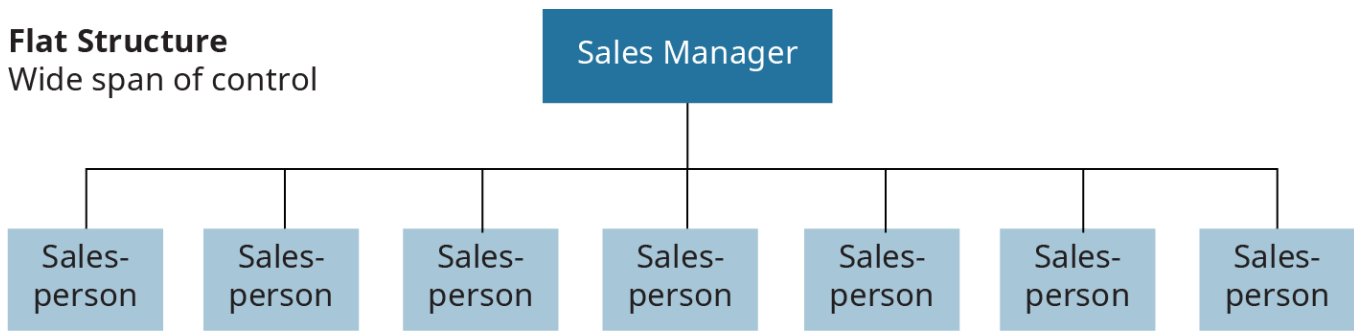 Flat Structure
Wide span of control
Sales Manager
Sales-
person
Sales-
person
Sales-
person
Sales-
person
Sales-
person
Sales-
person
Sales-
person